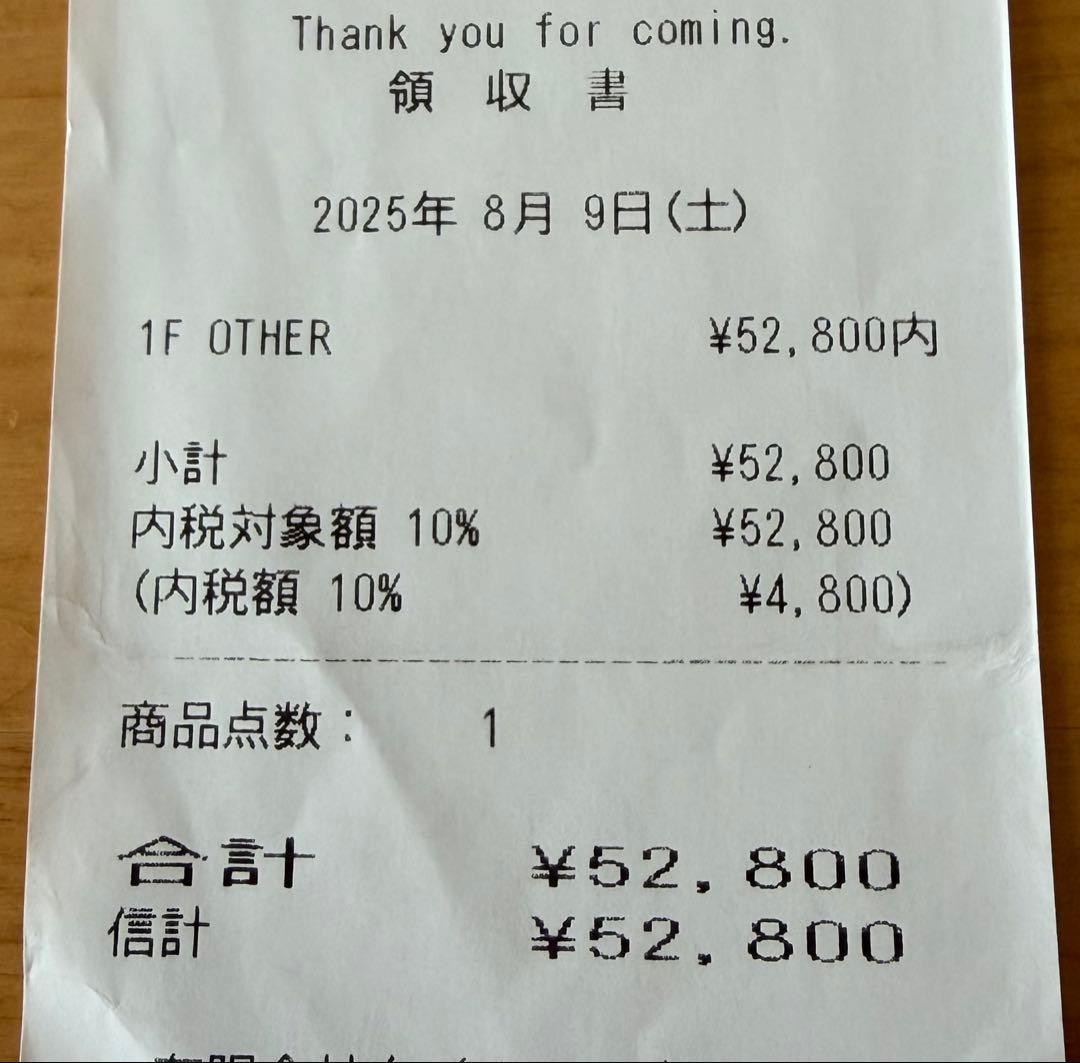 Thank you for coming.
領 収 書
2025年 8月 9日(土)
1F OTHER ¥52,800内
小計 ¥52,800
内税対象額 10% ¥52,800
(内税額 10% ¥4,800)
商品点数: 1
合計 ¥52,800
信計 ¥52,800